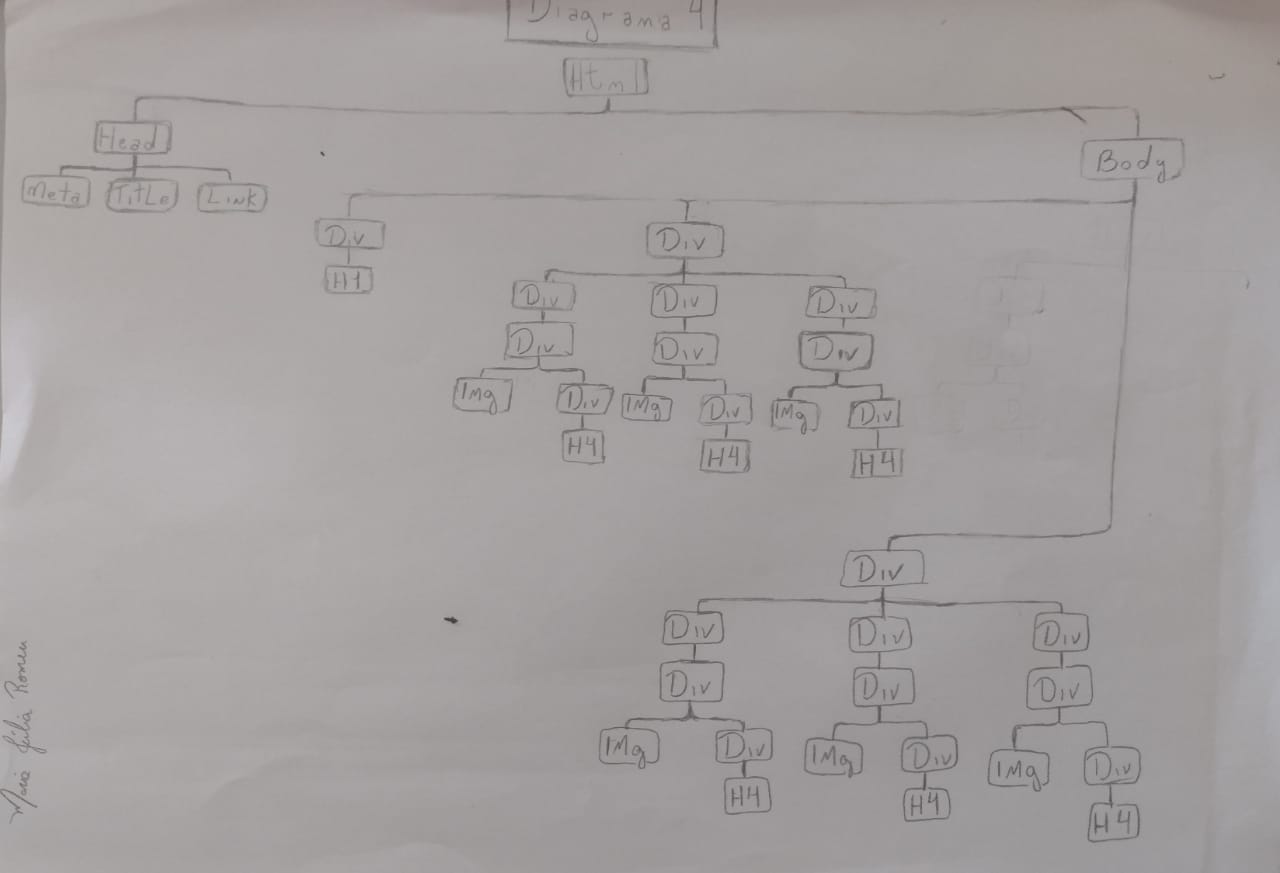 Diagrama 4
Html
Head
Body
Meta Title Link
Div Div
H1
Div Div Div
Div Div Div
IMg Div IMg Div IMg Div
H4 H4 H4
Div
Div Div Div
Div Div Div
IMg Div IMg Div IMg Div
H4 H4 H4
Maria Júlia Romeu